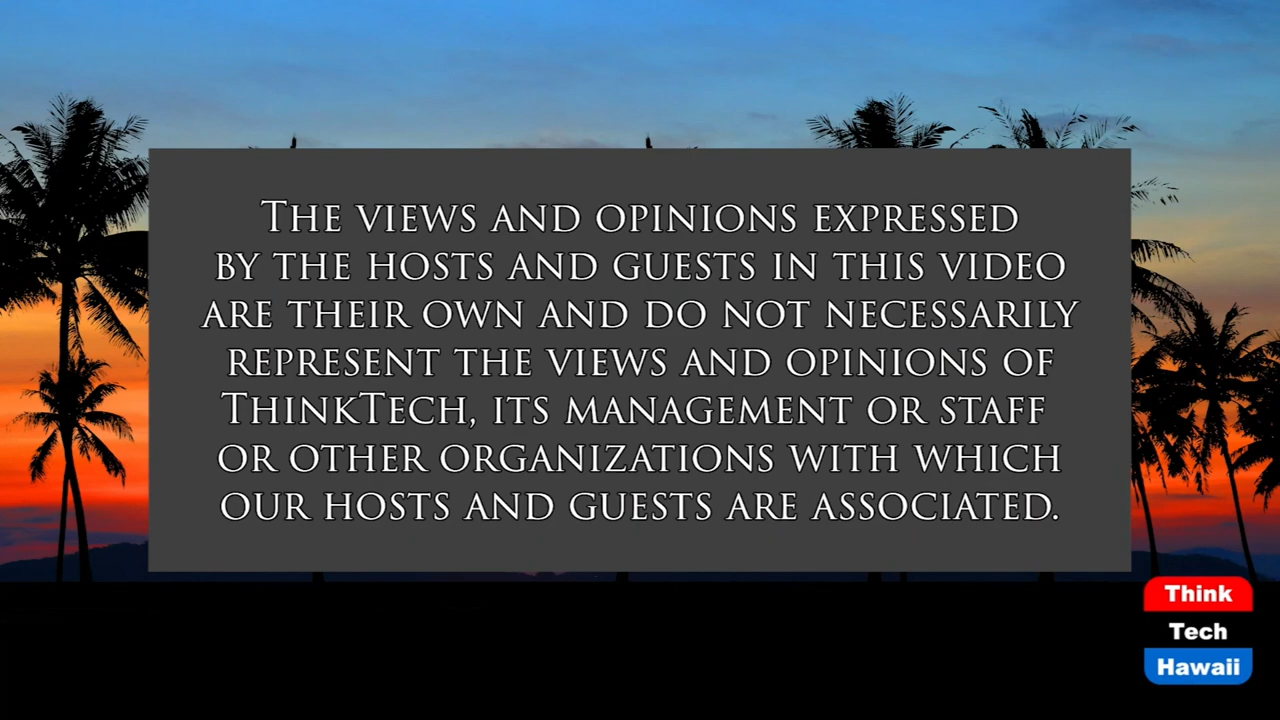 The views and opinions expressed
by the hosts and guests in this video
are their own and do not necessarily
represent the views and opinions of
ThinkTech, its management or staff
or other organizations with which
our hosts and guests are associated.
Think
Tech
Hawaii